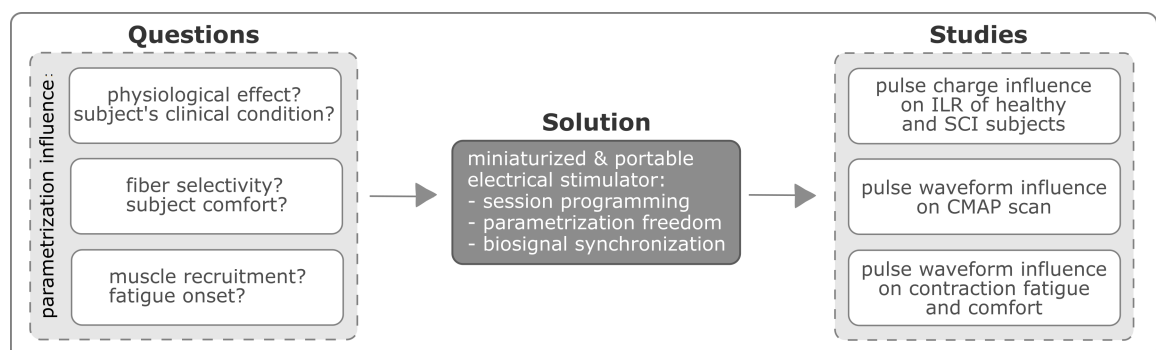 Questions
parametrization influence:
physiological effect?
subject's clinical condition?
fiber selectivity?
subject comfort?
muscle recruitment?
fatigue onset?
Solution
miniaturized & portable
electrical stimulator:
- session programming
- parametrization freedom
- biosignal synchronization
Studies
pulse charge influence
on ILR of healthy
and SCI subjects
pulse waveform influence
on CMAP scan
pulse waveform influence
on contraction fatigue
and comfort